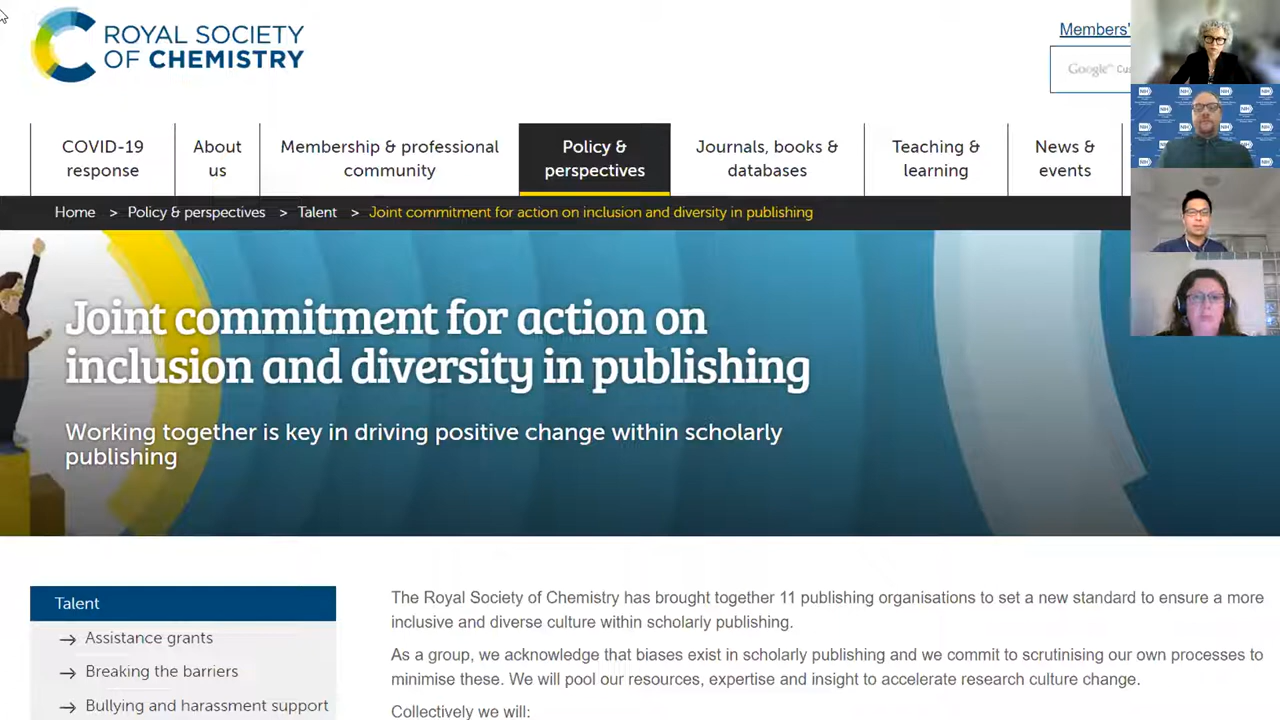 ROYAL SOCIETY
OF CHEMISTRY
Members'
Google™ Cu
COVID-19
response
About
us
Membership & professional
community
Policy &
perspectives
Journals, books &
databases
Teaching &
learning
News &
events
Home > Policy & perspectives > Talent > Joint commitment for action on inclusion and diversity in publishing
Joint commitment for action on
inclusion and diversity in publishing
Working together is key in driving positive change within scholarly
publishing
Talent
→ Assistance grants
→ Breaking the barriers
→ Bullying and harassment support
The Royal Society of Chemistry has brought together 11 publishing organisations to set a new standard to ensure a more
inclusive and diverse culture within scholarly publishing.
As a group, we acknowledge that biases exist in scholarly publishing and we commit to scrutinising our own processes to
minimise these. We will pool our resources, expertise and insight to accelerate research culture change.
Collectively we will:
NIH